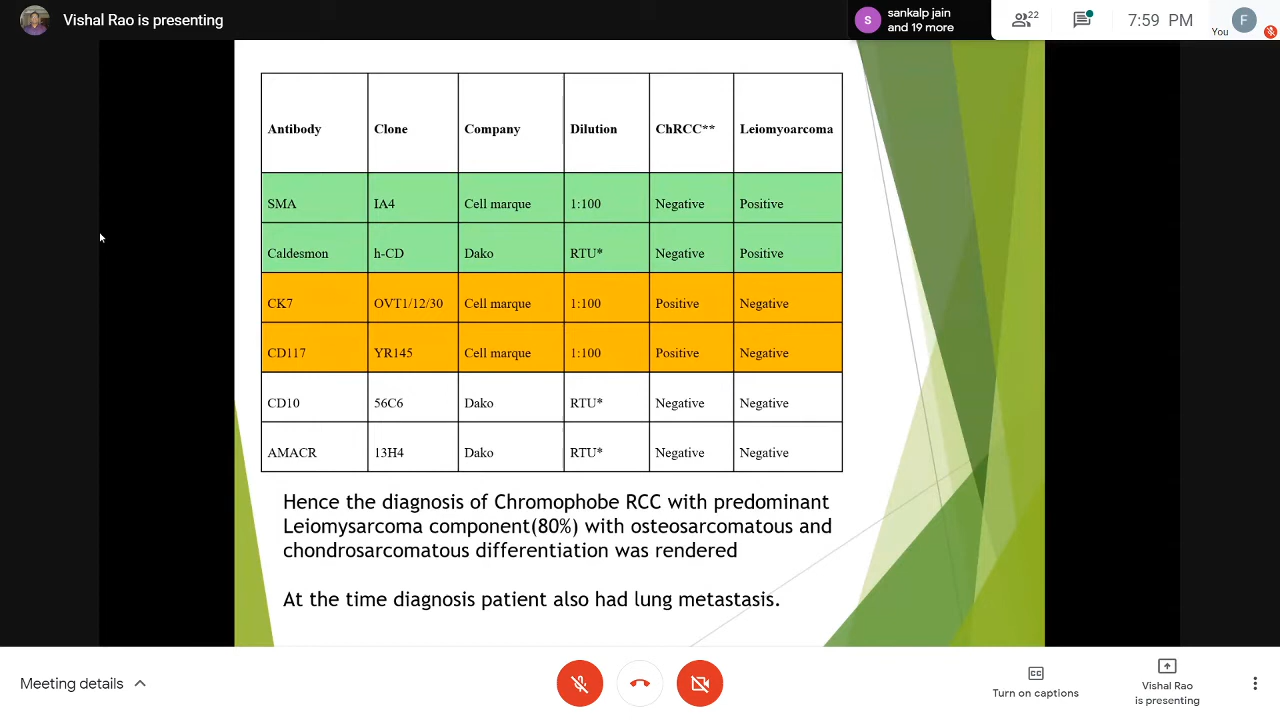 Vishal Rao is presenting
S
sankalp jain
and 19 more
22
7:59 PM
You
F
Antibody Clone Company Dilution ChRCC** Leiomyoarcoma
SMA IA4 Cell marque 1:100 Negative Positive
Caldesmon h-CD Dako RTU* Negative Positive
CK7 OVT1/12/30 Cell marque 1:100 Positive Negative
CD117 YR145 Cell marque 1:100 Positive Negative
CD10 56C6 Dako RTU* Negative Negative
AMACR 13H4 Dako RTU* Negative Negative
Hence the diagnosis of Chromophobe RCC with predominant
Leiomysarcoma component(80%) with osteosarcomatous and
chondrosarcomatous differentiation was rendered
At the time diagnosis patient also had lung metastasis.
Meeting details
CC
Turn on captions
Vishal Rao
is presenting